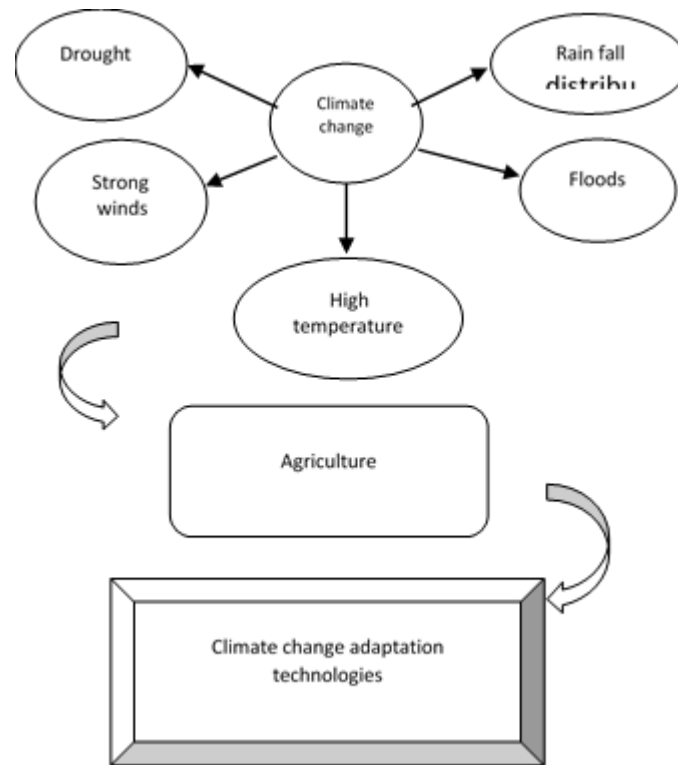 Drought
Rain fall
distribu
Climate
change
Strong
winds
Floods
High
temperature
Agriculture
Climate change adaptation
technologies